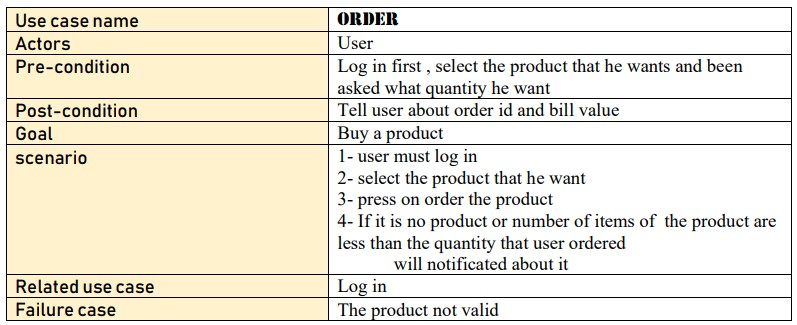 Use case name ORDER
Actors User
Pre-condition Log in first , select the product that he wants and been
asked what quantity he want
Post-condition Tell user about order id and bill value
Goal Buy a product
scenario 1- user must log in
2- select the product that he want
3- press on order the product
4- If it is no product or number of items of the product are
less than the quantity that user ordered
will notificated about it
Related use case Log in
Failure case The product not valid